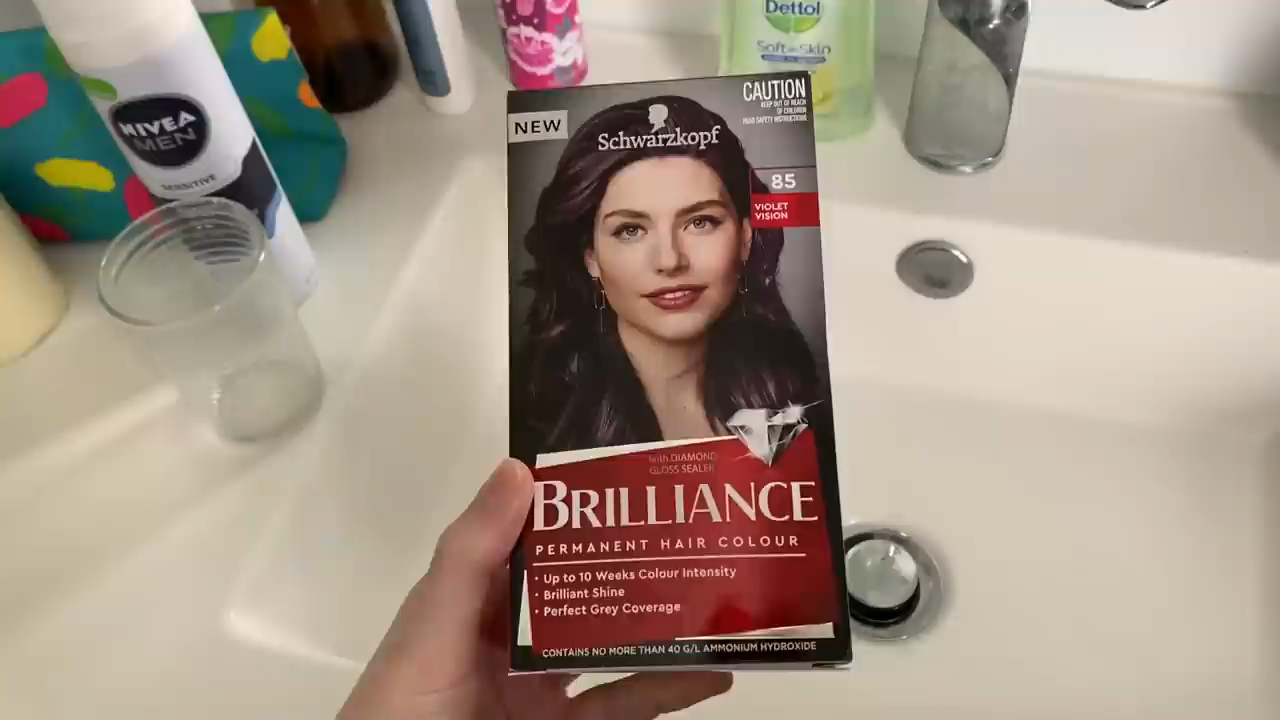 Dettol
Soft on Skin
NIVEA
MEN
SENSITIVE
CAUTION
KEEP OUT OF REACH
OF CHILDREN
READ SAFETY INSTRUCTIONS
NEW
Schwarzkopf
85
VIOLET
VISION
with DIAMOND
GLOSS SEALER
BRILLIANCE
PERMANENT HAIR COLOUR
• Up to 10 Weeks Colour Intensity
• Brilliant Shine
• Perfect Grey Coverage
CONTAINS NO MORE THAN 40 G/L AMMONIUM HYDROXIDE